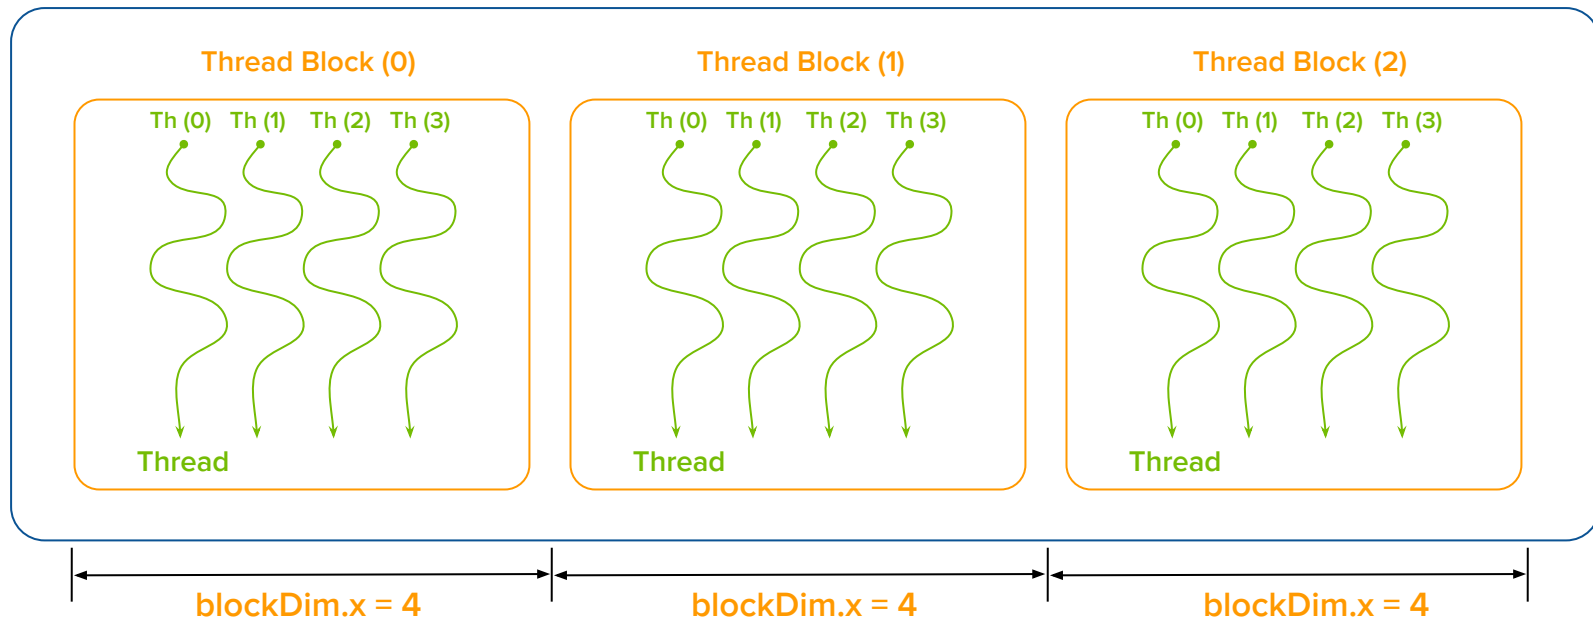 Thread Block (0)
Th (0) Th (1) Th (2) Th (3)
Thread
Thread Block (1)
Th (0) Th (1) Th (2) Th (3)
Thread
Thread Block (2)
Th (0) Th (1) Th (2) Th (3)
Thread
blockDim.x = 4
blockDim.x = 4
blockDim.x = 4